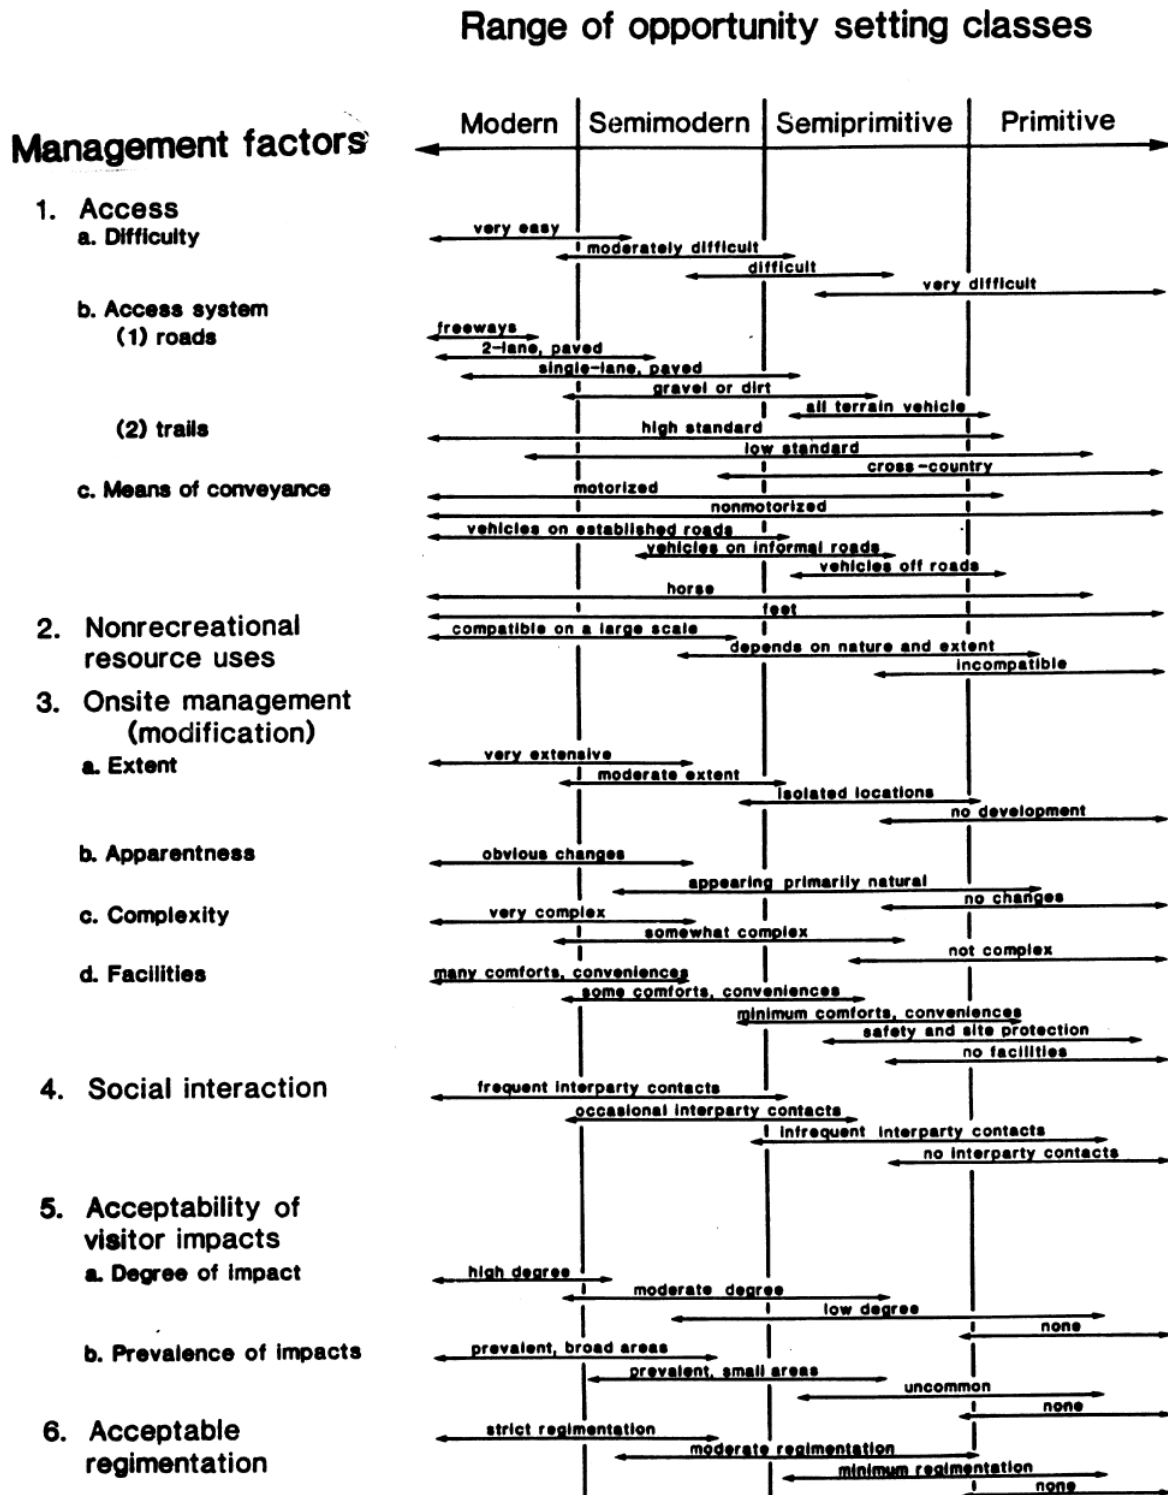 Range of opportunity setting classes
Modern Semimodern Semiprimitive Primitive
Management factors
1. Access
a. Difficulty
very easy
moderately difficult
difficult
very difficult
b. Access system
(1) roads
freeways
2-lane, paved
single-lane, paved
gravel or dirt
all terrain vehicle
(2) trails
high standard
low standard
cross-country
c. Means of conveyance
motorized
nonmotorized
vehicles on established roads
vehicles on informal roads
vehicles off roads
horse
feet
2. Nonrecreational
resource uses
compatible on a large scale
depends on nature and extent
incompatible
3. Onsite management
(modification)
a. Extent
very extensive
moderate extent
isolated locations
no development
b. Apparentness
obvious changes
appearing primarily natural
no changes
c. Complexity
very complex
somewhat complex
not complex
d. Facilities
many comforts, conveniences
some comforts, conveniences
minimum comforts, conveniences
safety and site protection
no facilities
4. Social interaction
frequent interparty contacts
occasional interparty contacts
infrequent interparty contacts
no interparty contacts
5. Acceptability of
visitor impacts
a. Degree of impact
high degree
moderate degree
low degree
none
b. Prevalence of impacts
prevalent, broad areas
prevalent, small areas
uncommon
none
6. Acceptable
regimentation
strict regimentation
moderate regimentation
minimum regimentation
none